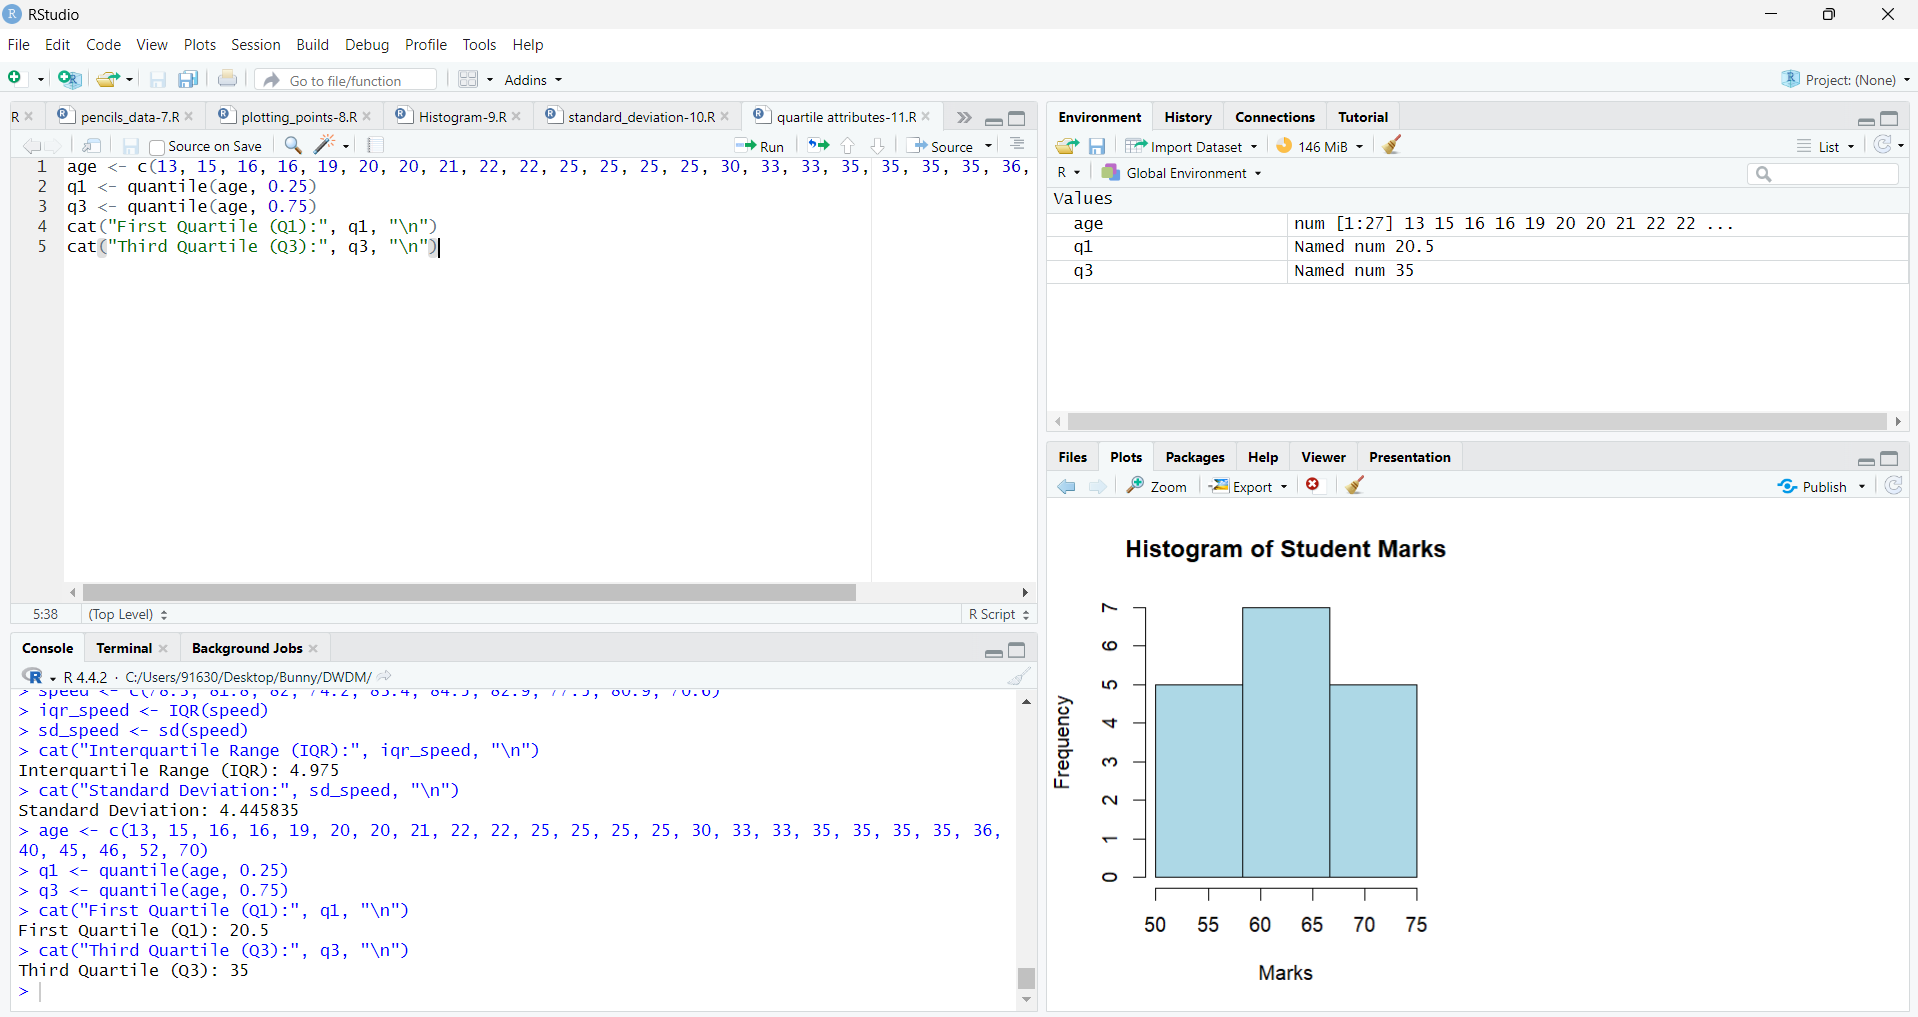 RStudio
File Edit Code View Plots Session Build Debug Profile Tools Help
Go to file/function Addins Project: (None)
R pencils_data-7.R plotting_points-8.R Histogram-9.R standard_deviation-10.R quartile attributes-11.R
Source on Save Run Source
1 age <- c(13, 15, 16, 16, 19, 20, 20, 21, 22, 22, 25, 25, 25, 25, 30, 33, 33, 35, 35, 35, 35, 36,
2 q1 <- quantile(age, 0.25)
3 q3 <- quantile(age, 0.75)
4 cat("First Quartile (Q1):", q1, "\n")
5 cat("Third Quartile (Q3):", q3, "\n")
5:38 (Top Level) R Script
Console Terminal Background Jobs
R 4.4.2 · C:/Users/91630/Desktop/Bunny/DWDM/
> speed <- c(78.3, 81.8, 82, 74.2, 83.4, 84.5, 82.9, 77.5, 80.9, 70.6)
> iqr_speed <- IQR(speed)
> sd_speed <- sd(speed)
> cat("Interquartile Range (IQR):", iqr_speed, "\n")
Interquartile Range (IQR): 4.975
> cat("Standard Deviation:", sd_speed, "\n")
Standard Deviation: 4.445835
> age <- c(13, 15, 16, 16, 19, 20, 20, 21, 22, 22, 25, 25, 25, 25, 30, 33, 33, 35, 35, 35, 35, 36,
40, 45, 46, 52, 70)
> q1 <- quantile(age, 0.25)
> q3 <- quantile(age, 0.75)
> cat("First Quartile (Q1):", q1, "\n")
First Quartile (Q1): 20.5
> cat("Third Quartile (Q3):", q3, "\n")
Third Quartile (Q3): 35
>
Environment History Connections Tutorial
Import Dataset 146 MiB List
R Global Environment
Values
age num [1:27] 13 15 16 16 19 20 20 21 22 22 ...
q1 Named num 20.5
q3 Named num 35
Files Plots Packages Help Viewer Presentation
Zoom Export Publish
Histogram of Student Marks
Frequency
7
6
5
4
3
2
1
0
50 55 60 65 70 75
Marks